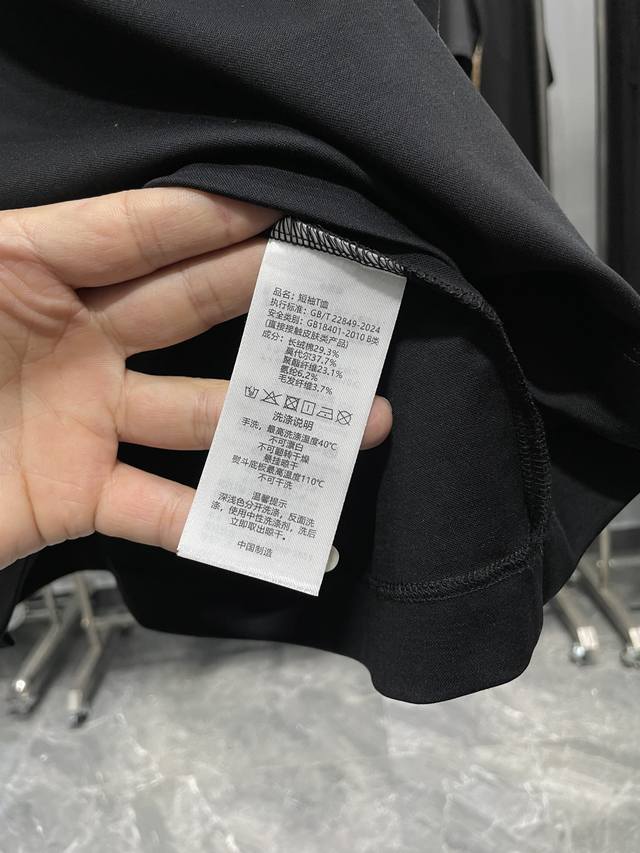 品名：短袖T恤
执行标准：GB/T 22849-2024
安全类别：GB18401-2010 B类
(直接接触皮肤类产品)
成分：长绒棉29.3%
莫代尔37.7%
聚酯纤维23.1%
氨纶6.2%
毛发纤维3.7%
洗涤说明
手洗，最高洗涤温度40℃
不可漂白
不可翻转干燥
悬挂晾干
熨斗底板最高温度110℃
不可干洗
温馨提示
深浅色分开洗涤，反面洗
涤，使用中性洗涤剂，洗后
立即取出晾干。
中国制造